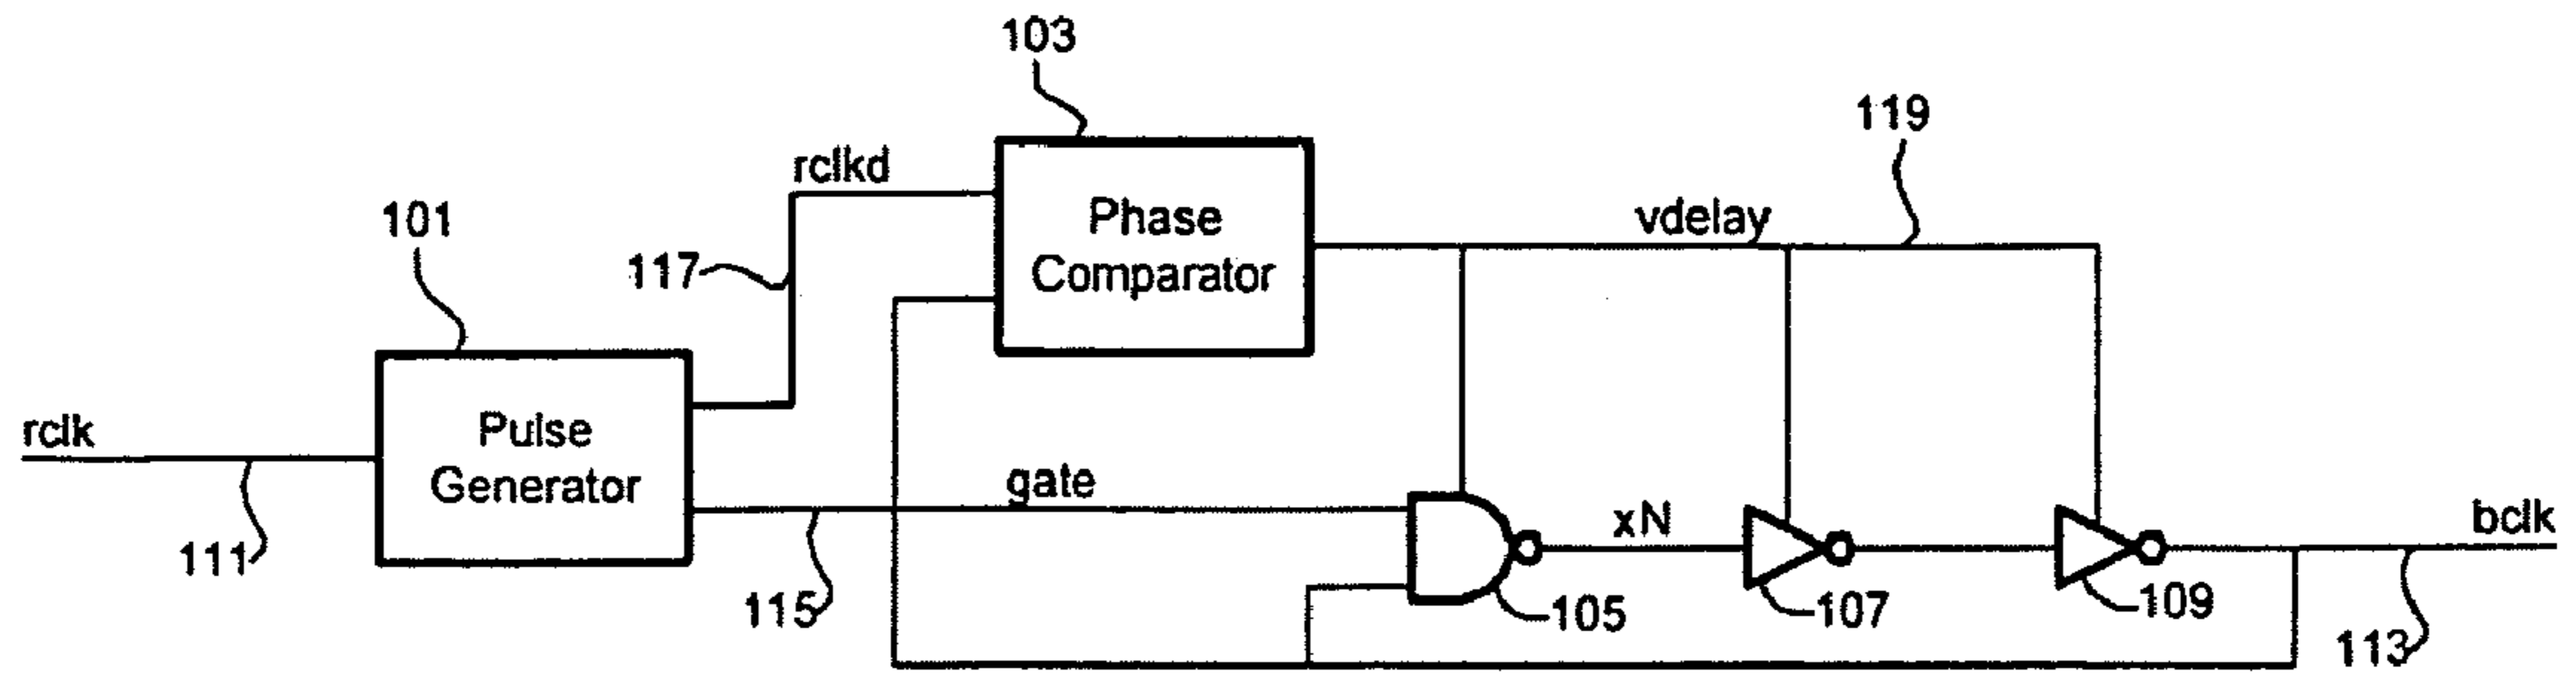 103
119
rclkd
101
Phase
Comparator
vdelay
117
rclk
Pulse
Generator
gate
xN
bclk
111
115
105
107
109
113